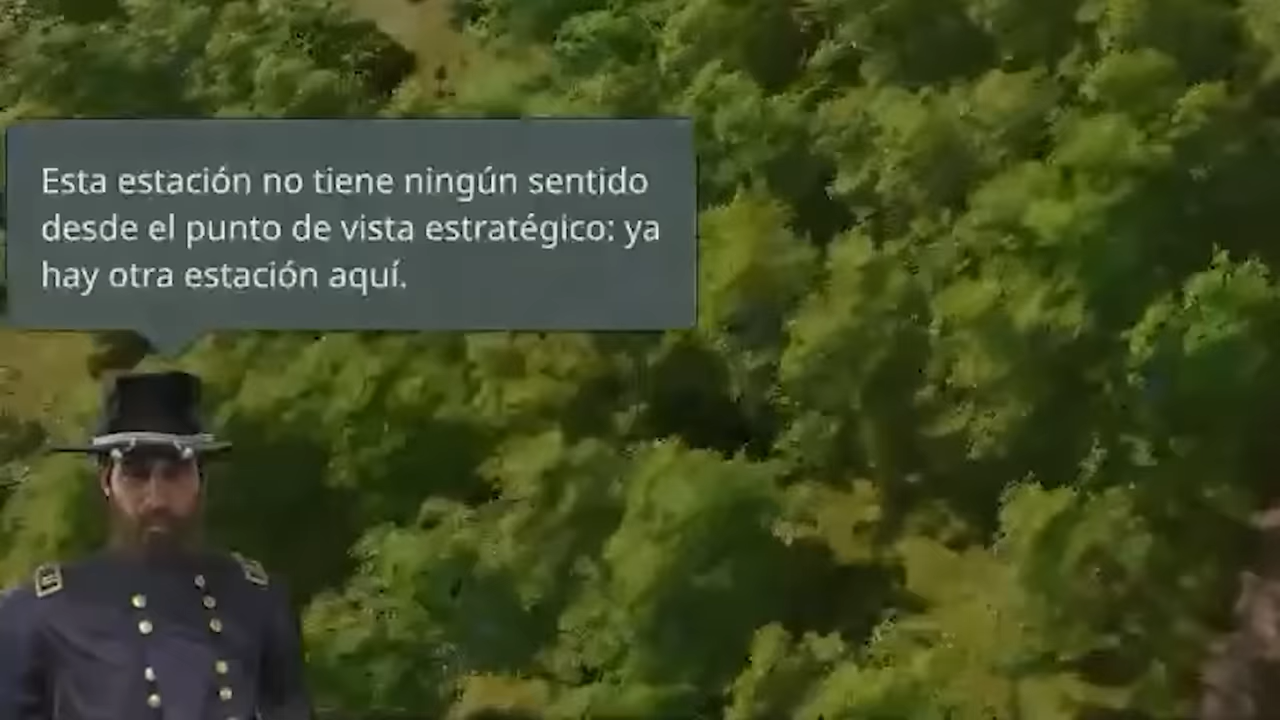 Esta estación no tiene ningún sentido
desde el punto de vista estratégico: ya
hay otra estación aquí.